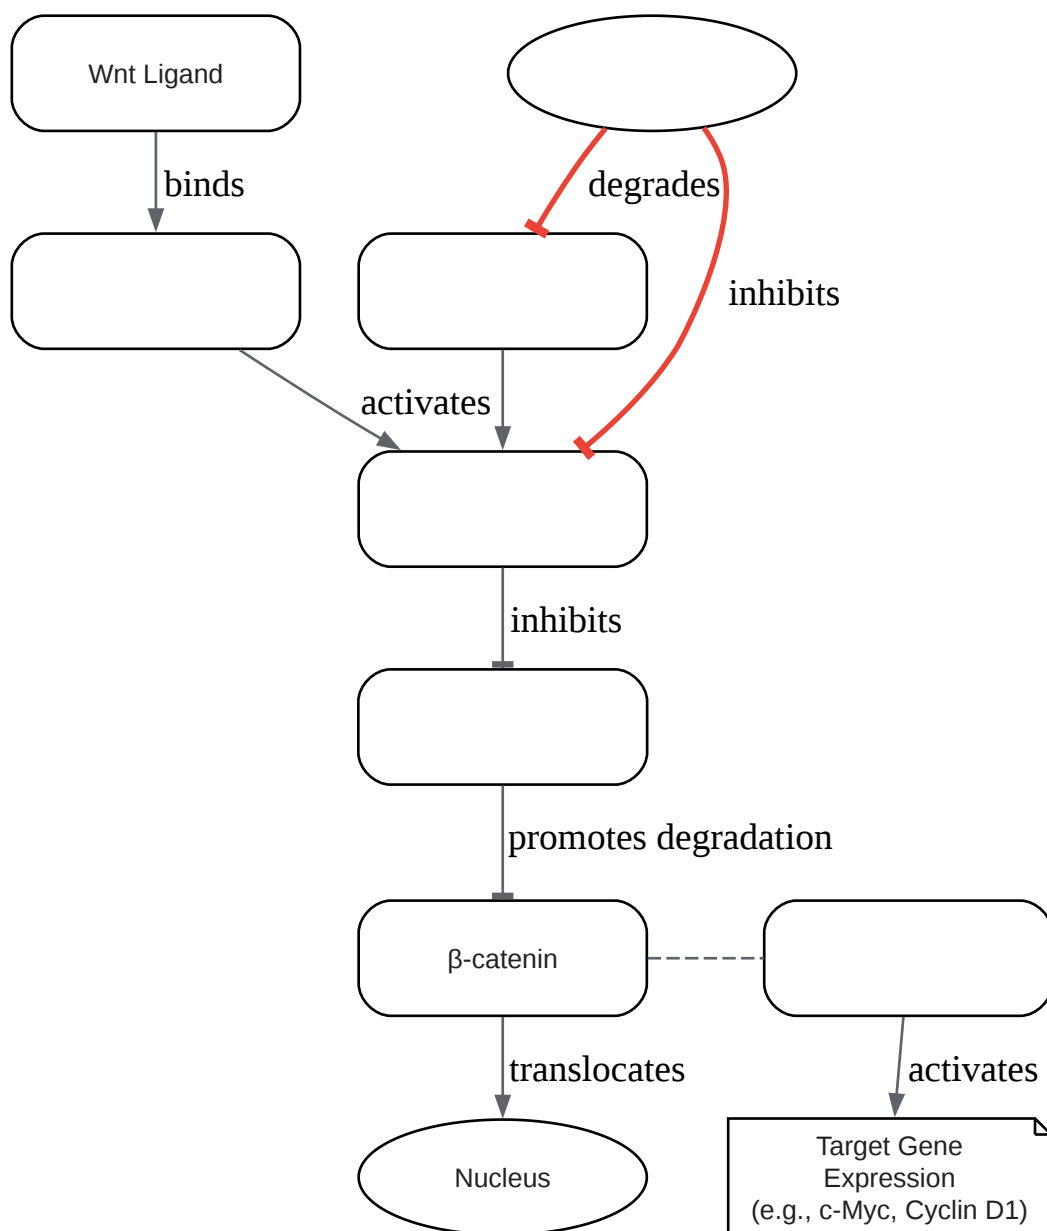 Wnt Ligand
binds
degrades
inhibits
activates
inhibits
promotes degradation
β-catenin
translocates
activates
Nucleus
Target Gene
Expression
(e.g., c-Myc, Cyclin D1)